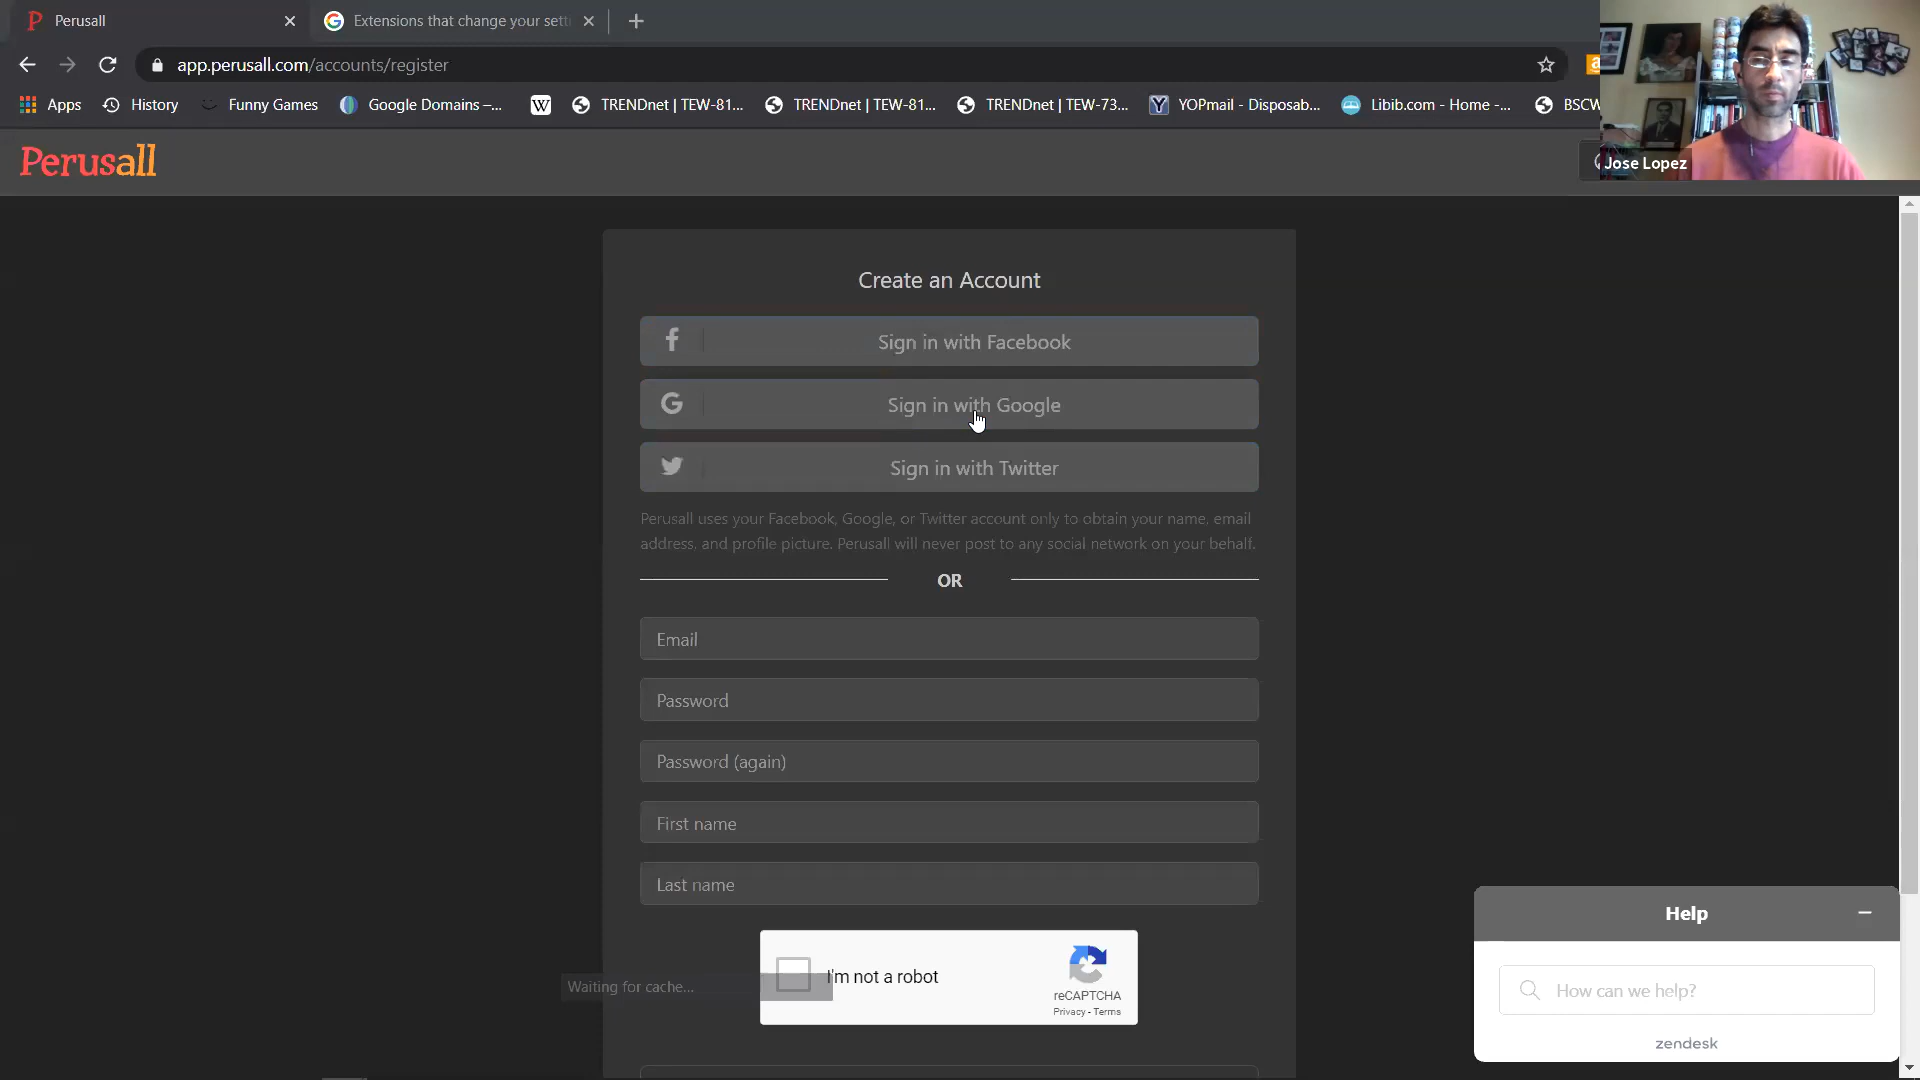 Perusall
Extensions that change your sett
app.perusall.com/accounts/register
Apps
History
Funny Games
Google Domains –...
W
TRENDnet | TEW-81...
TRENDnet | TEW-81...
TRENDnet | TEW-73...
YOPmail - Disposab...
Libib.com - Home -...
BSCW
Perusall
Jose Lopez
Create an Account
Sign in with Facebook
Sign in with Google
Sign in with Twitter
Perusall uses your Facebook, Google, or Twitter account only to obtain your name, email
address, and profile picture. Perusall will never post to any social network on your behalf.
OR
Email
Password
Password (again)
First name
Last name
I'm not a robot
reCAPTCHA
Privacy - Terms
Waiting for cache...
Help
How can we help?
zendesk